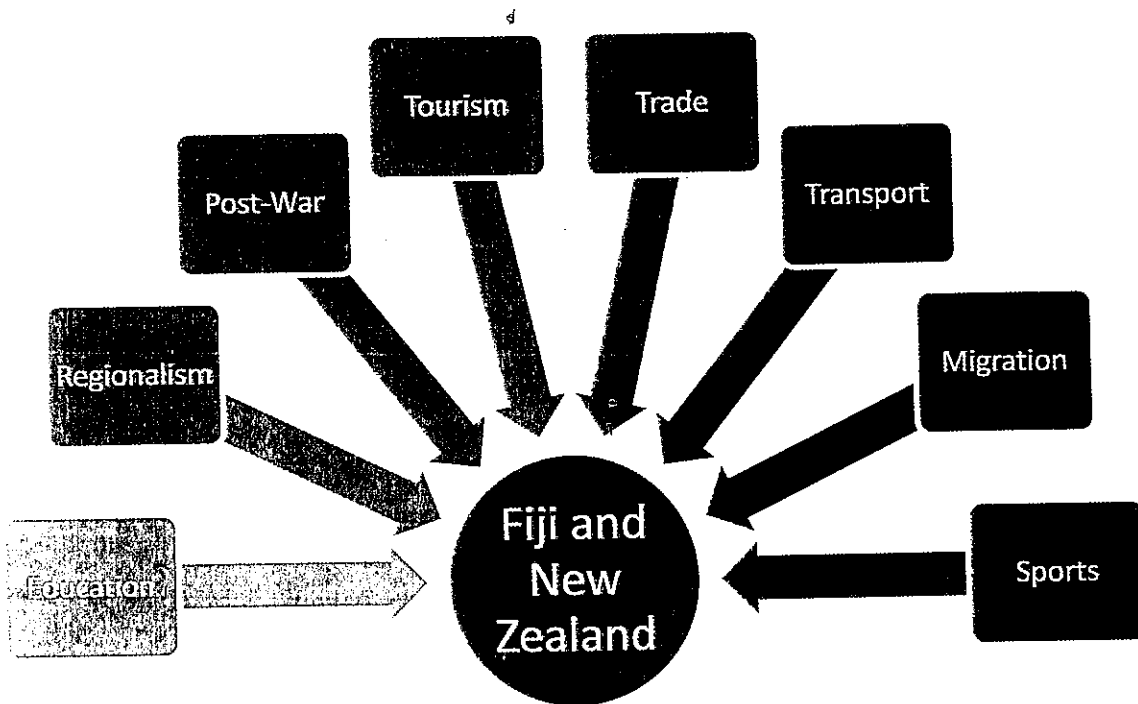 Tourism
Trade
Post-War
Transport
Regionalism
Migration
Education
Sports
Fiji and
New
Zealand